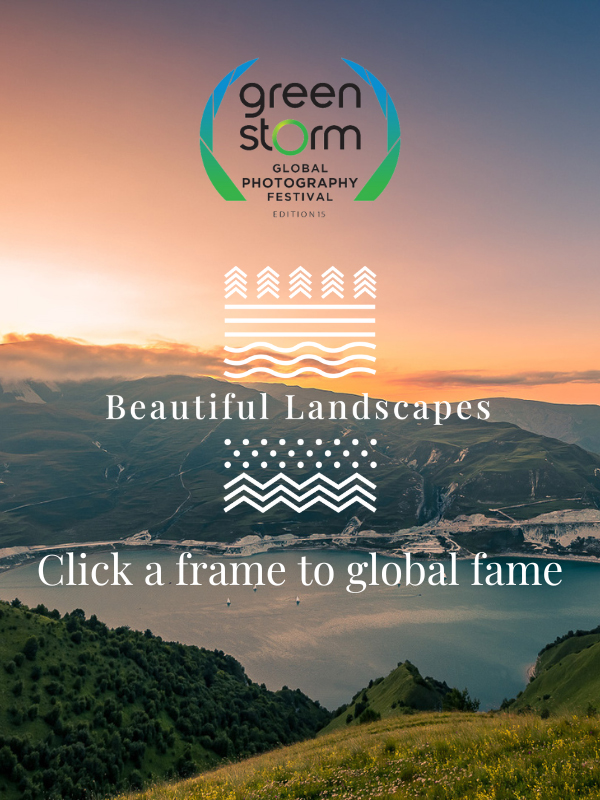 green
storm
GLOBAL
PHOTOGRAPHY
FESTIVAL
EDITION 15
Beautiful Landscapes
Click a frame to global fame